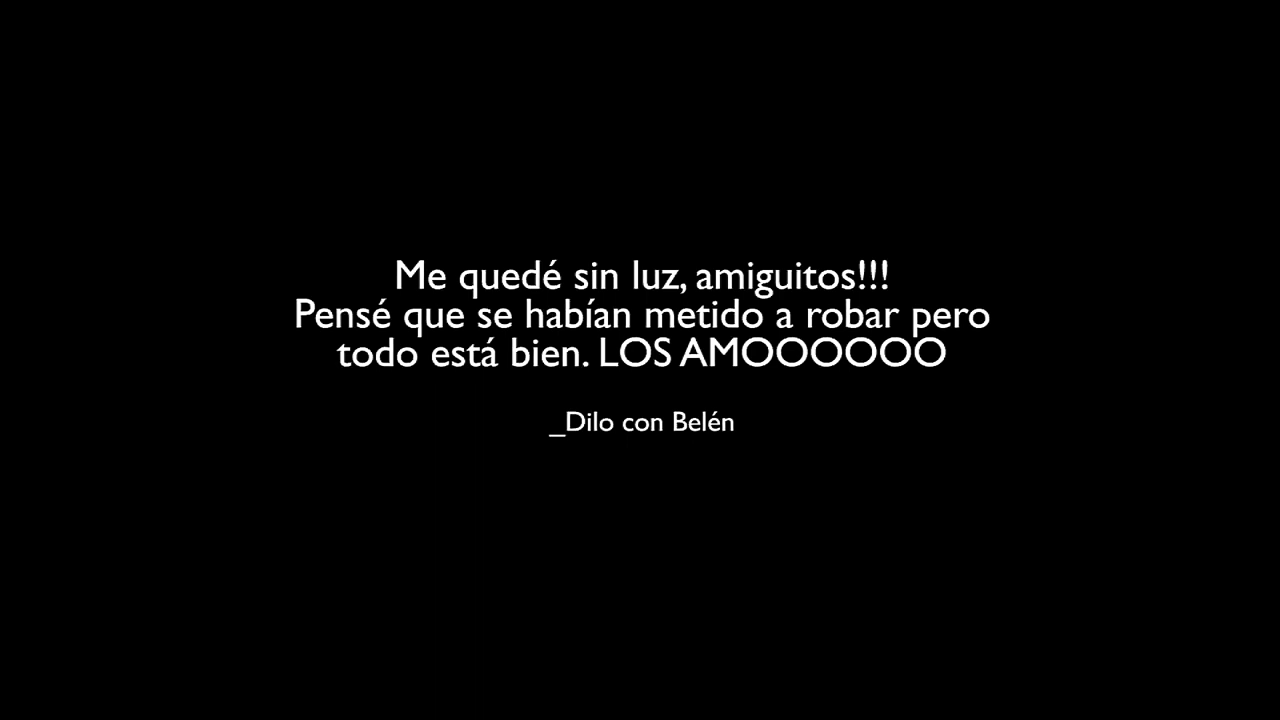 Me quedé sin luz, amiguitos!!!
Pensé que se habían metido a robar pero
todo está bien. LOS AMOOOOOO
_Dilo con Belén